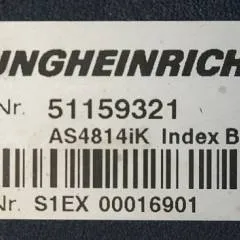 UNGHEINRICH
Nr. 51159321
AS4814iK Index B
Nr. S1EX 00016901